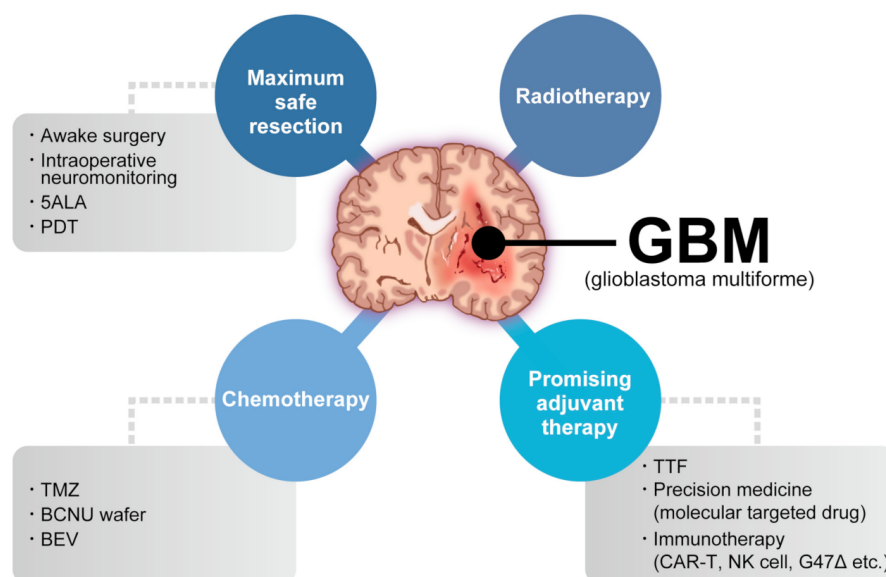 Maximum
safe
resection
Radiotherapy
・Awake surgery
・Intraoperative
neuromonitoring
・5ALA
・PDT
GBM
(glioblastoma multiforme)
Chemotherapy
Promising
adjuvant
therapy
・TMZ
・BCNU wafer
・BEV
・TTF
・Precision medicine
(molecular targeted drug)
・Immunotherapy
(CAR-T, NK cell, G47Δ etc.)